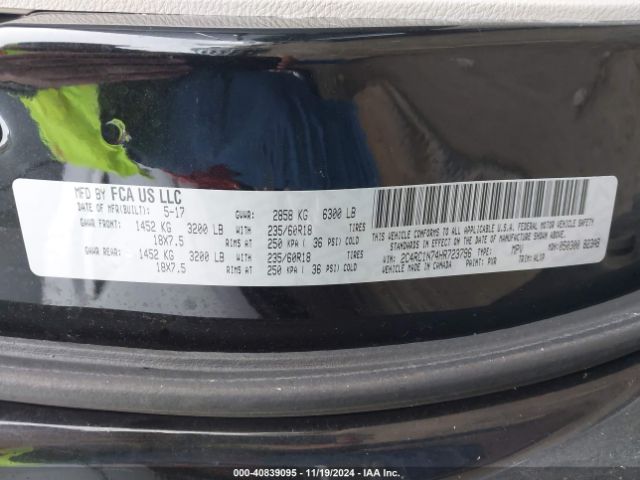 MFD BY FCA US LLC
DATE OF MFR(BUILT): 5-17 GVWR: 2858 KG 6300 LB
GAWR FRONT: 1452 KG 3200 LB WITH 235/60R18 TIRES
18X7.5 RIMS AT 250 KPA ( 36 PSI) COLD
GAWR REAR: 1452 KG 3200 LB WITH 235/60R18 TIRES
18X7.5 RIMS AT 250 KPA ( 36 PSI) COLD
THIS VEHICLE CONFORMS TO ALL APPLICABLE U.S.A. FEDERAL MOTOR VEHICLE SAFETY
STANDARDS IN EFFECT ON THE DATE OF MANUFACTURE SHOWN ABOVE.
VIN: 2C4RC1N74HR723796 TYPE: MPV MDH: 050300
VEHICLE MADE IN CANADA PAINT: PXR TRIM:
(W) 40839095 — 11/19/2024 — IAA Inc.